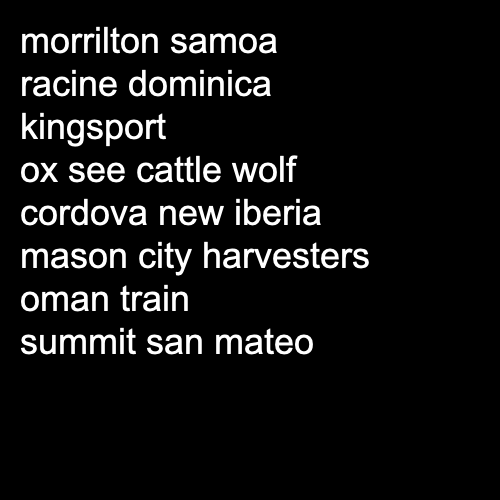 morrilton samoa
racine dominica
kingsport
ox see cattle wolf
cordova new iberia
mason city harvesters
oman train
summit san mateo